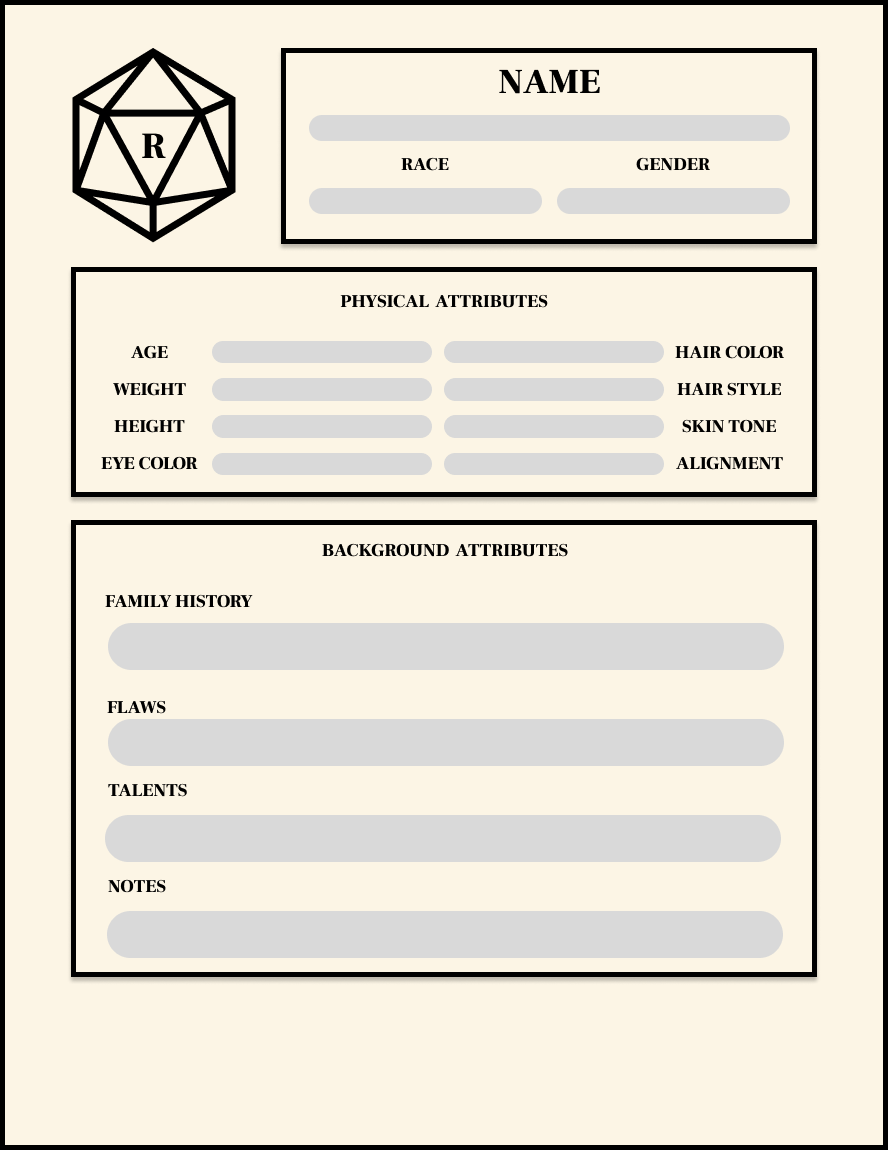 R
NAME
RACE GENDER
PHYSICAL ATTRIBUTES
AGE HAIR COLOR
WEIGHT HAIR STYLE
HEIGHT SKIN TONE
EYE COLOR ALIGNMENT
BACKGROUND ATTRIBUTES
FAMILY HISTORY
FLAWS
TALENTS
NOTES